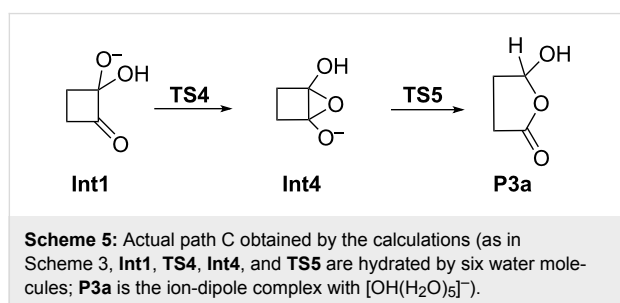 O⁻
OH
O
Int1
TS4
OH
O
O⁻
Int4
TS5
H
OH
O
O
P3a
Scheme 5: Actual path C obtained by the calculations (as in
Scheme 3, Int1, TS4, Int4, and TS5 are hydrated by six water mole-
cules; P3a is the ion-dipole complex with [OH(H₂O)₅]⁻).